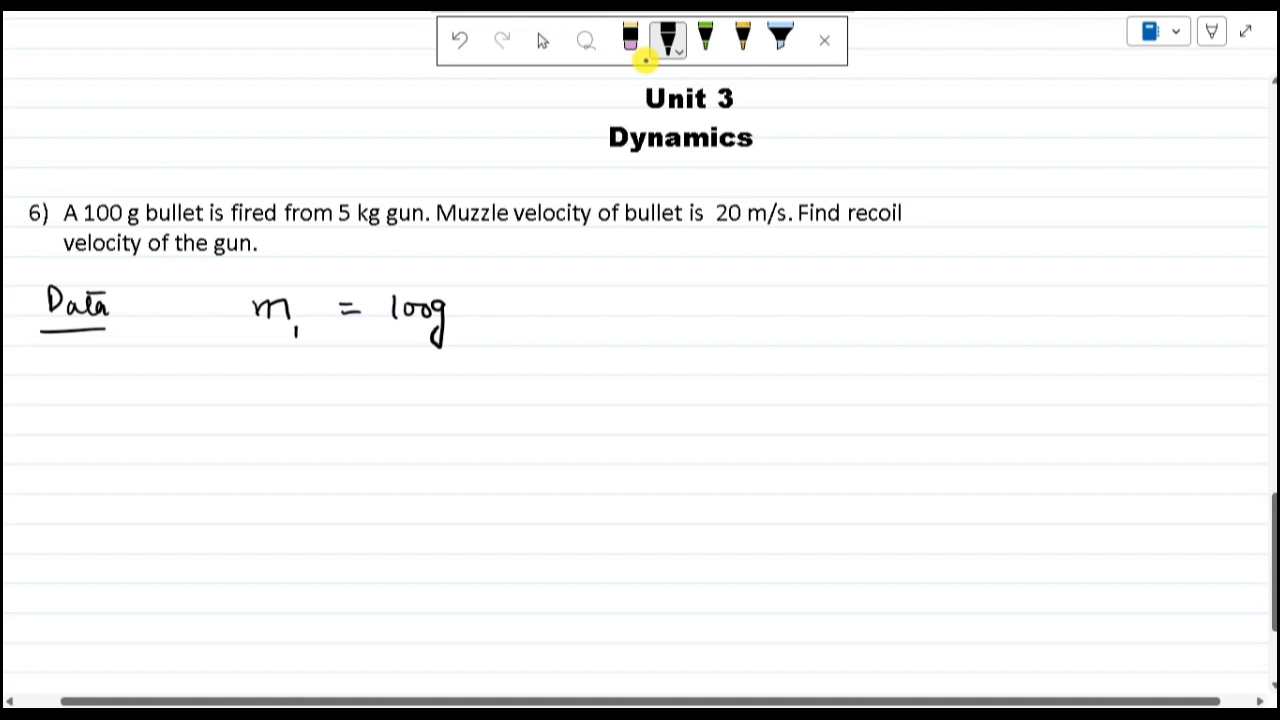 Unit 3
Dynamics
6) A 100 g bullet is fired from 5 kg gun. Muzzle velocity of bullet is 20 m/s. Find recoil
velocity of the gun.
Data m₁ = 100g